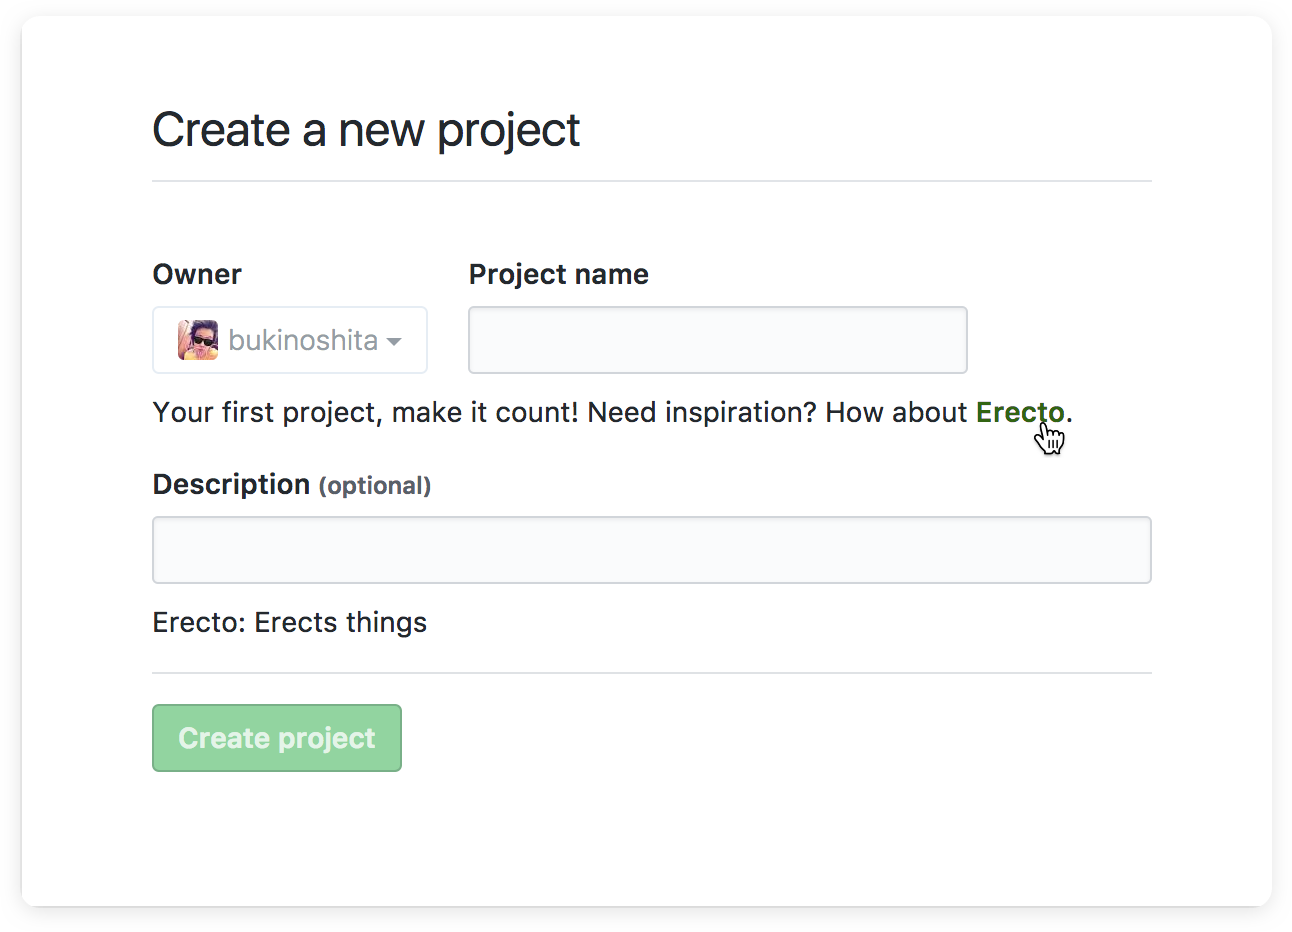 Create a new project
Owner
Project name
bukinoshita
Your first project, make it count! Need inspiration? How about Erecto.
Description (optional)
Erecto: Erects things
Create project